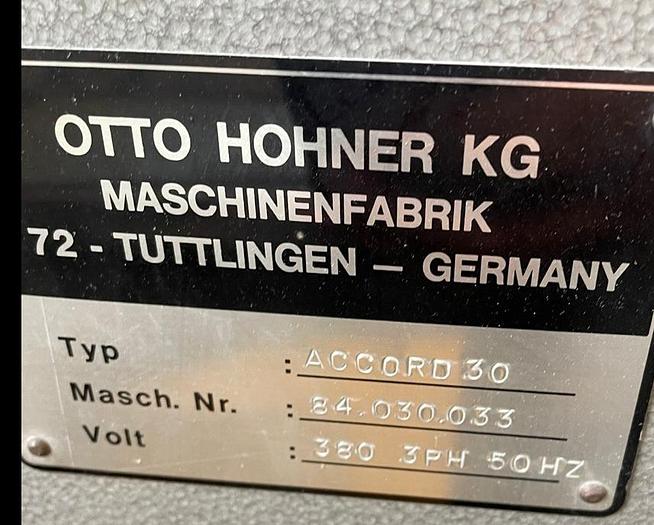 OTTO HOHNER KG
MASCHINENFABRIK
72 - TUTTLINGEN — GERMANY
Typ : ACCORD 30
Masch. Nr. : 84.030.033
Volt : 380 3PH 50HZ